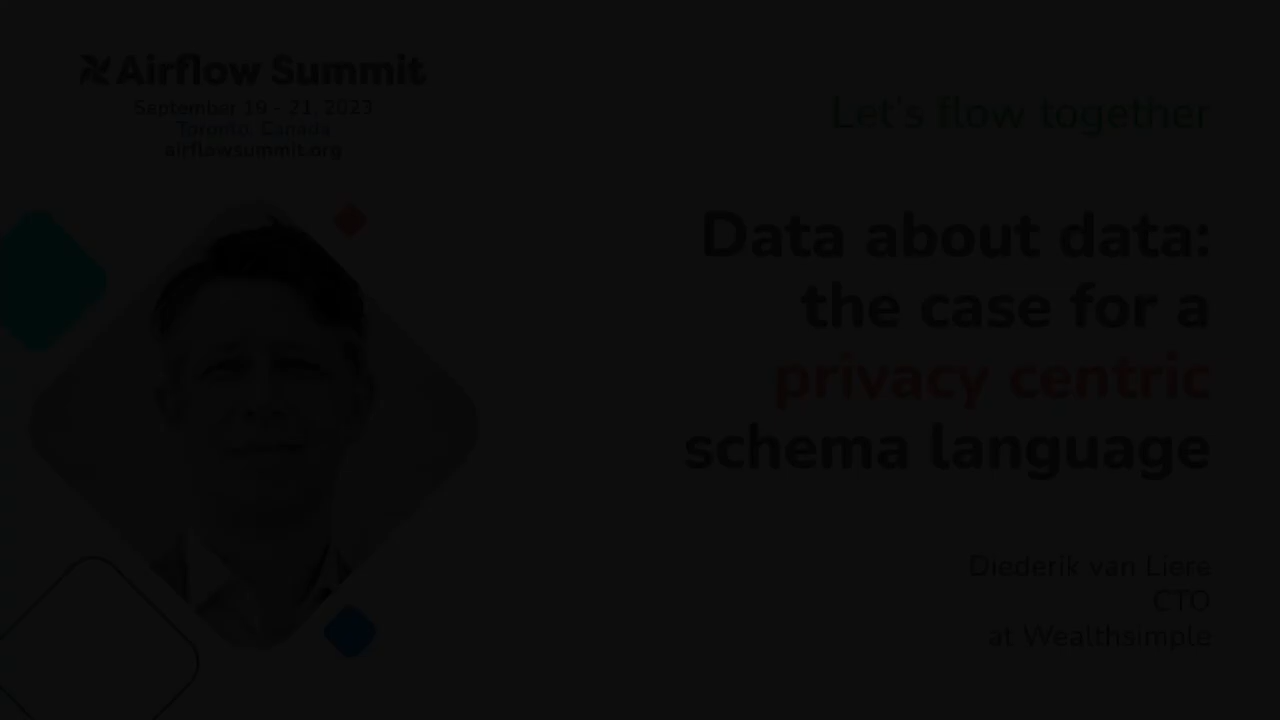 Airflow Summit
September 19 - 21, 2023
Toronto, Canada
airflowsummit.org
Let's flow together
Data about data:
the case for a
privacy centric
schema language
Diederik van Liere
CTO
at Wealthsimple